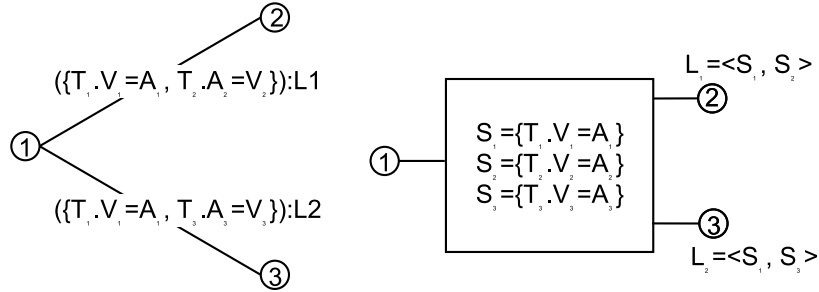 2
({T₁.V₁=A₁, T₂.A₂=V₂}):L1
1
({T₁.V₁=A₁, T₃.A₃=V₃}):L2
3
L₁=<S₁, S₂>
2
S₁={T₁.V₁=A₁}
1
S₂={T₂.V₂=A₂}
S₃={T₃.V₃=A₃}
3
L₂=<S₁, S₃>